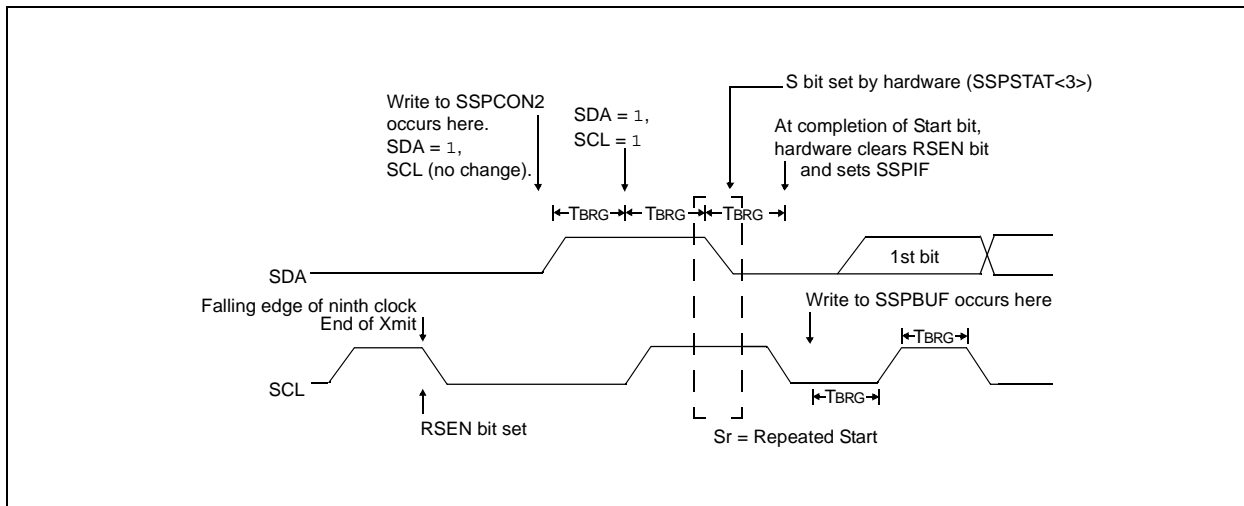 S bit set by hardware (SSPSTAT<3>)
Write to SSPCON2
occurs here.
SDA = 1,
SCL (no change).
SDA = 1,
SCL = 1
At completion of Start bit,
hardware clears RSEN bit
and sets SSPIF
TBRG
TBRG
TBRG
SDA
1st bit
Falling edge of ninth clock
End of Xmit
Write to SSPBUF occurs here
TBRG
SCL
TBRG
RSEN bit set
Sr = Repeated Start